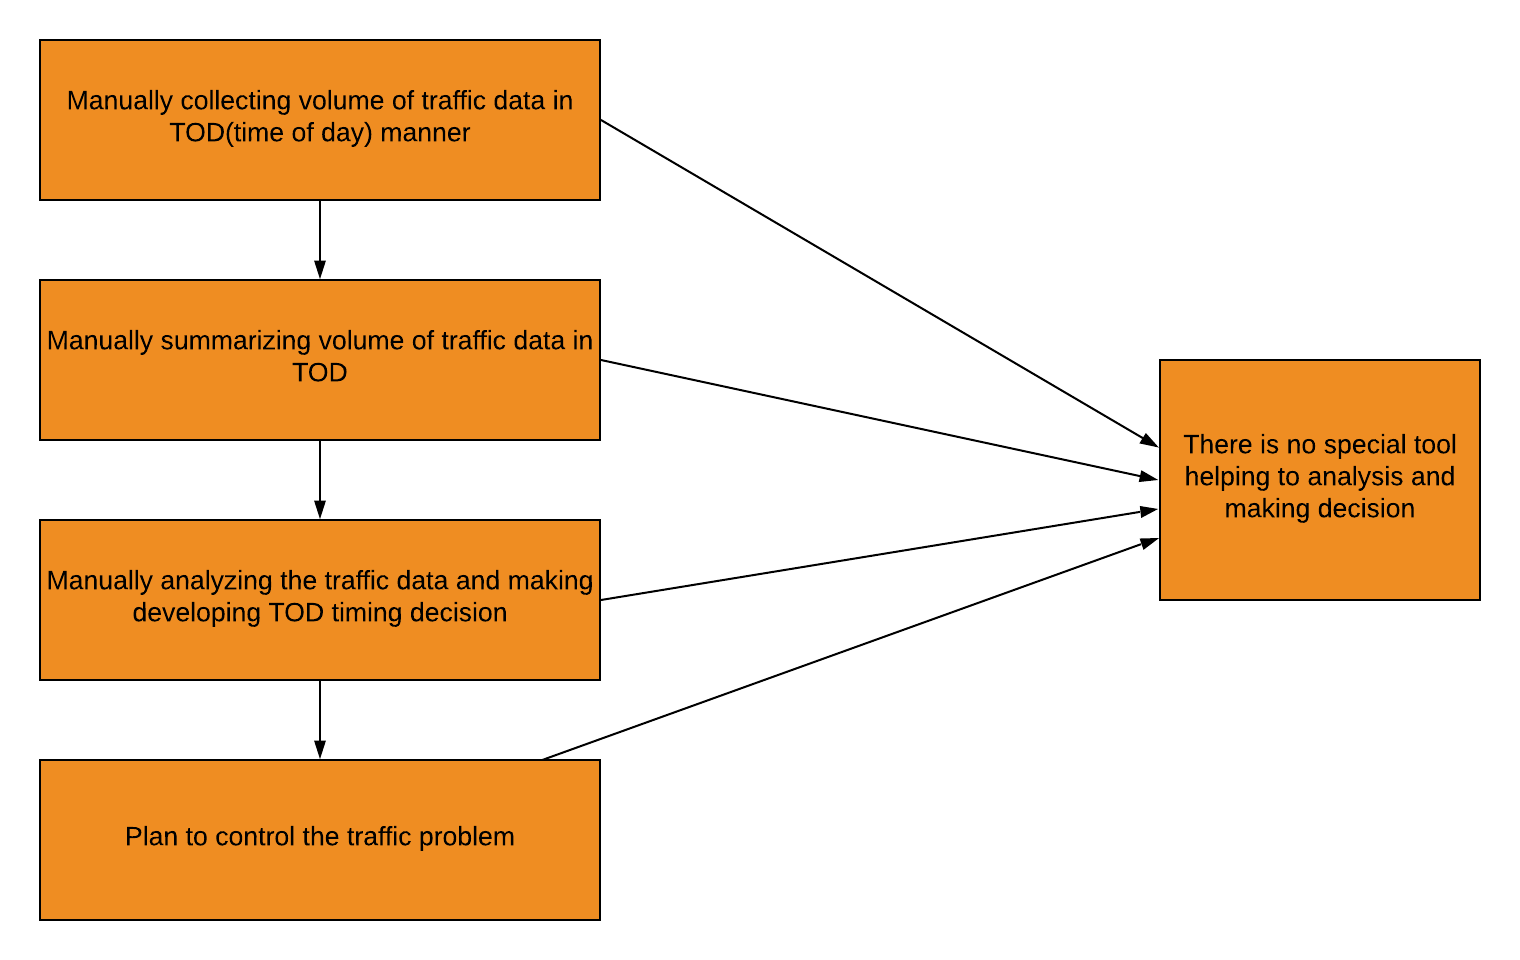 Manually collecting volume of traffic data in
TOD(time of day) manner
Manually summarizing volume of traffic data in
TOD
Manually analyzing the traffic data and making
developing TOD timing decision
Plan to control the traffic problem
There is no special tool
helping to analysis and
making decision